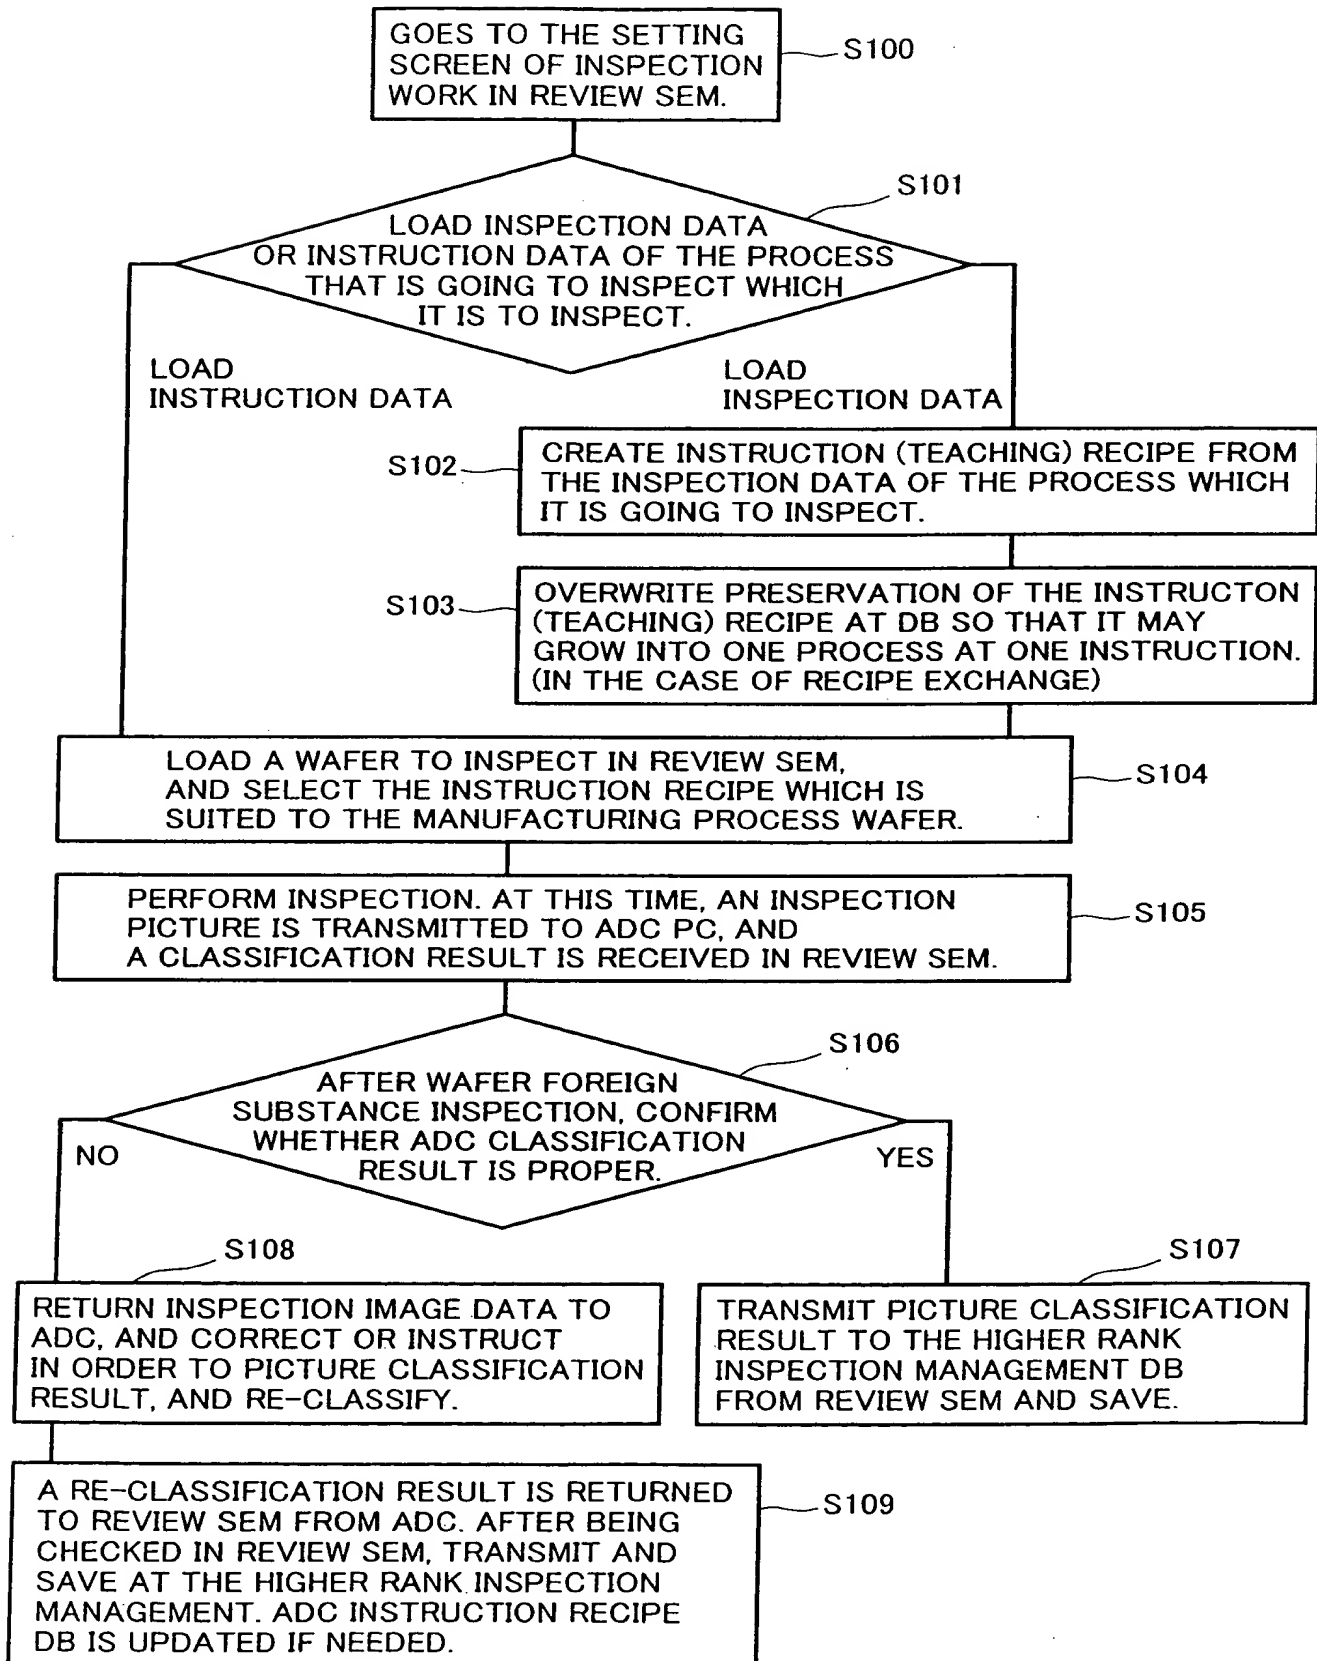 GOES TO THE SETTING
SCREEN OF INSPECTION
WORK IN REVIEW SEM.
S100
S101
LOAD INSPECTION DATA
OR INSTRUCTION DATA OF THE PROCESS
THAT IS GOING TO INSPECT WHICH
IT IS TO INSPECT.
LOAD
INSTRUCTION DATA
LOAD
INSPECTION DATA
S102
CREATE INSTRUCTION (TEACHING) RECIPE FROM
THE INSPECTION DATA OF THE PROCESS WHICH
IT IS GOING TO INSPECT.
S103
OVERWRITE PRESERVATION OF THE INSTRUCTON
(TEACHING) RECIPE AT DB SO THAT IT MAY
GROW INTO ONE PROCESS AT ONE INSTRUCTION.
(IN THE CASE OF RECIPE EXCHANGE)
LOAD A WAFER TO INSPECT IN REVIEW SEM,
AND SELECT THE INSTRUCTION RECIPE WHICH IS
SUITED TO THE MANUFACTURING PROCESS WAFER.
S104
PERFORM INSPECTION. AT THIS TIME, AN INSPECTION
PICTURE IS TRANSMITTED TO ADC PC, AND
A CLASSIFICATION RESULT IS RECEIVED IN REVIEW SEM.
S105
S106
AFTER WAFER FOREIGN
SUBSTANCE INSPECTION, CONFIRM
WHETHER ADC CLASSIFICATION
RESULT IS PROPER.
NO
YES
S108
RETURN INSPECTION IMAGE DATA TO
ADC, AND CORRECT OR INSTRUCT
IN ORDER TO PICTURE CLASSIFICATION
RESULT, AND RE-CLASSIFY.
S107
TRANSMIT PICTURE CLASSIFICATION
RESULT TO THE HIGHER RANK
INSPECTION MANAGEMENT DB
FROM REVIEW SEM AND SAVE.
A RE-CLASSIFICATION RESULT IS RETURNED
TO REVIEW SEM FROM ADC. AFTER BEING
CHECKED IN REVIEW SEM, TRANSMIT AND
SAVE AT THE HIGHER RANK INSPECTION
MANAGEMENT. ADC INSTRUCTION RECIPE
DB IS UPDATED IF NEEDED.
S109